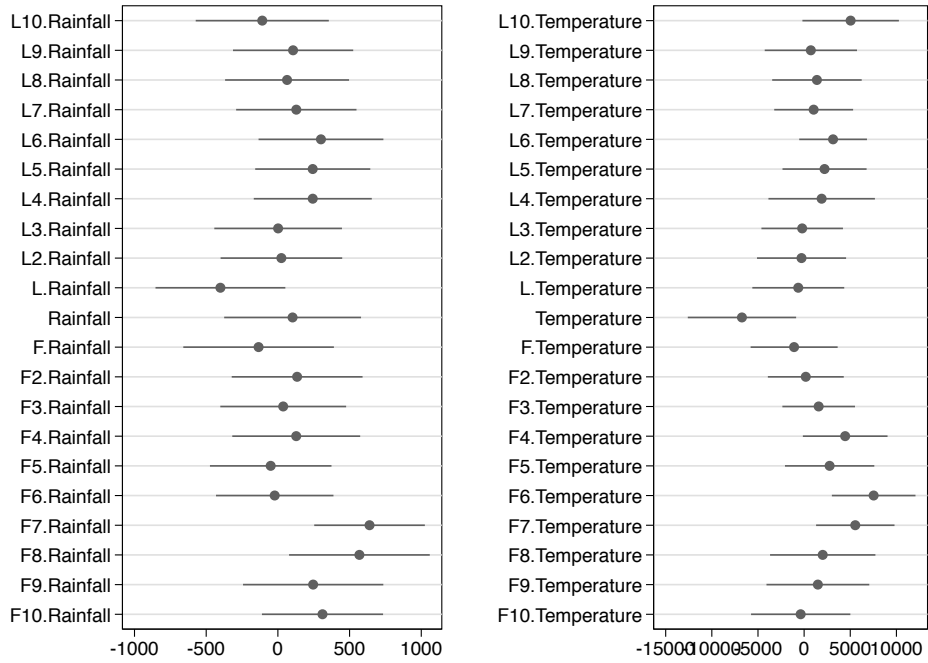 L10.Rainfall
L9.Rainfall
L8.Rainfall
L7.Rainfall
L6.Rainfall
L5.Rainfall
L4.Rainfall
L3.Rainfall
L2.Rainfall
L.Rainfall
Rainfall
F.Rainfall
F2.Rainfall
F3.Rainfall
F4.Rainfall
F5.Rainfall
F6.Rainfall
F7.Rainfall
F8.Rainfall
F9.Rainfall
F10.Rainfall
-1000 -500 0 500 1000
L10.Temperature
L9.Temperature
L8.Temperature
L7.Temperature
L6.Temperature
L5.Temperature
L4.Temperature
L3.Temperature
L2.Temperature
L.Temperature
Temperature
F.Temperature
F2.Temperature
F3.Temperature
F4.Temperature
F5.Temperature
F6.Temperature
F7.Temperature
F8.Temperature
F9.Temperature
F10.Temperature
-15000 -10000 -5000 0 5000 10000